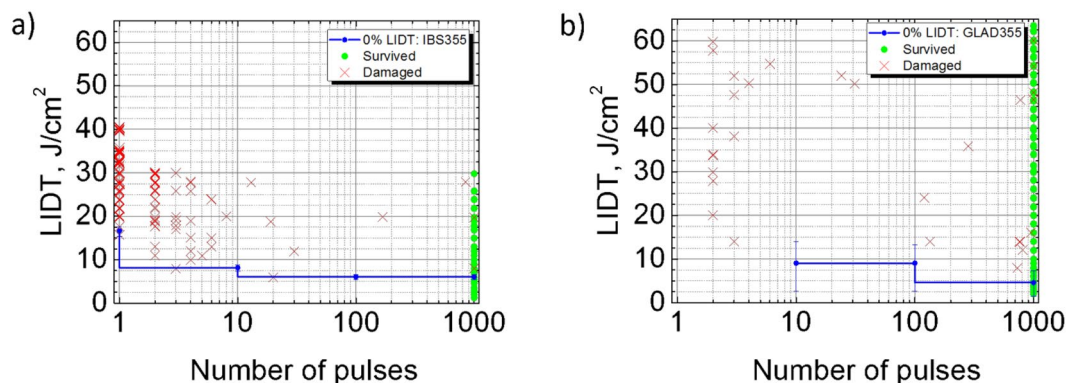 a)
LIDT, J/cm²
60
50
40
30
20
10
0
0% LIDT: IBS355
Survived
Damaged
1 10 100 1000
Number of pulses
b)
LIDT, J/cm²
60
50
40
30
20
10
0
0% LIDT: GLAD355
Survived
Damaged
1 10 100 1000
Number of pulses